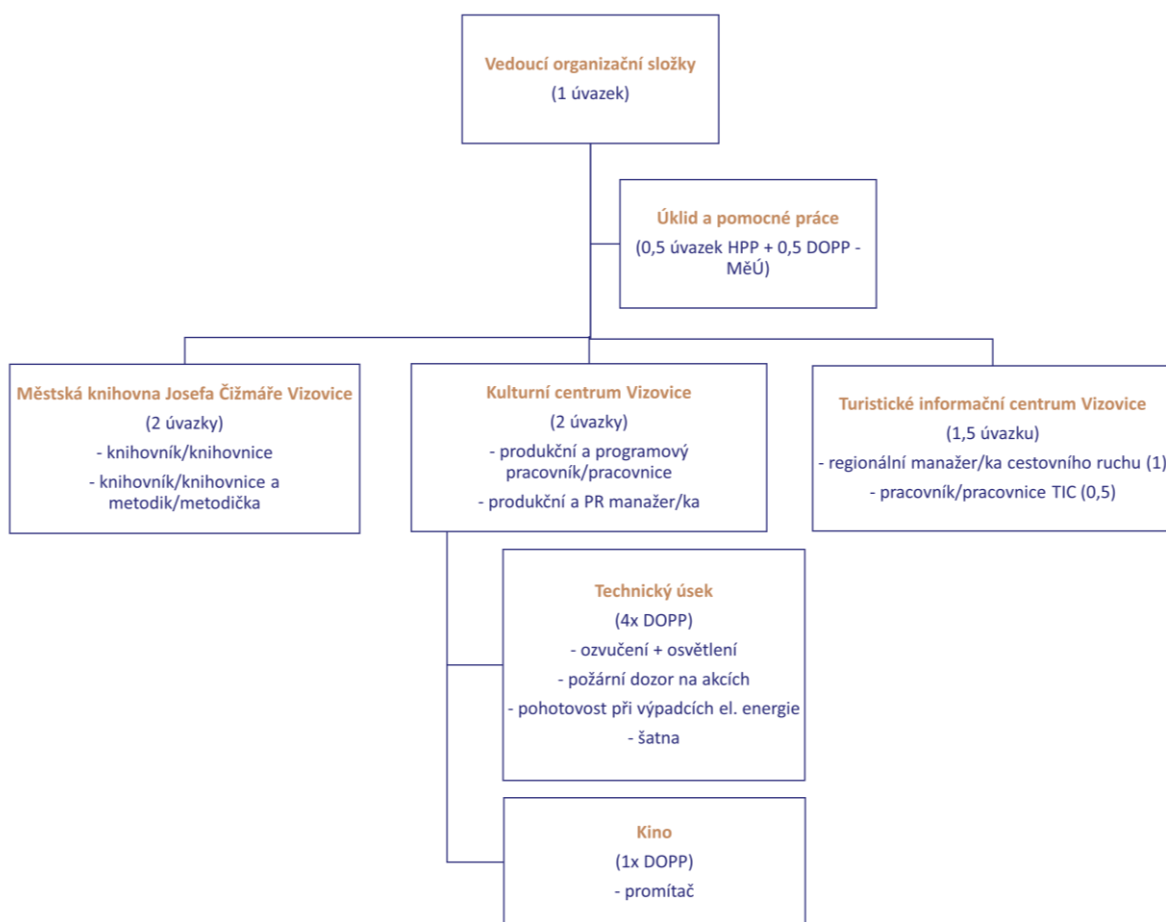 Vedoucí organizační složky
(1 úvazek)
Úklid a pomocné práce
(0,5 úvazek HPP + 0,5 DOPP -
MěÚ)
Městská knihovna Josefa Čižmáře Vizovice
(2 úvazky)
- knihovník/knihovnice
- knihovník/knihovnice a
metodik/metodička
Kulturní centrum Vizovice
(2 úvazky)
- produkční a programový
pracovník/pracovnice
- produkční a PR manažer/ka
Turistické informační centrum Vizovice
(1,5 úvazku)
- regionální manažer/ka cestovního ruchu (1)
- pracovník/pracovnice TIC (0,5)
Technický úsek
(4x DOPP)
- ozvučení + osvětlení
- požární dozor na akcích
- pohotovost při výpadcích el. energie
- šatna
Kino
(1x DOPP)
- promítač